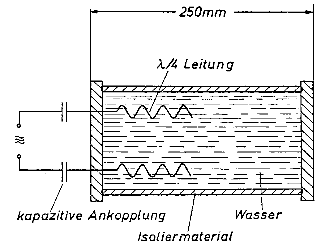 250mm
λ/4 Leitung
kapazitive Ankopplung
Wasser
Isoliermaterial